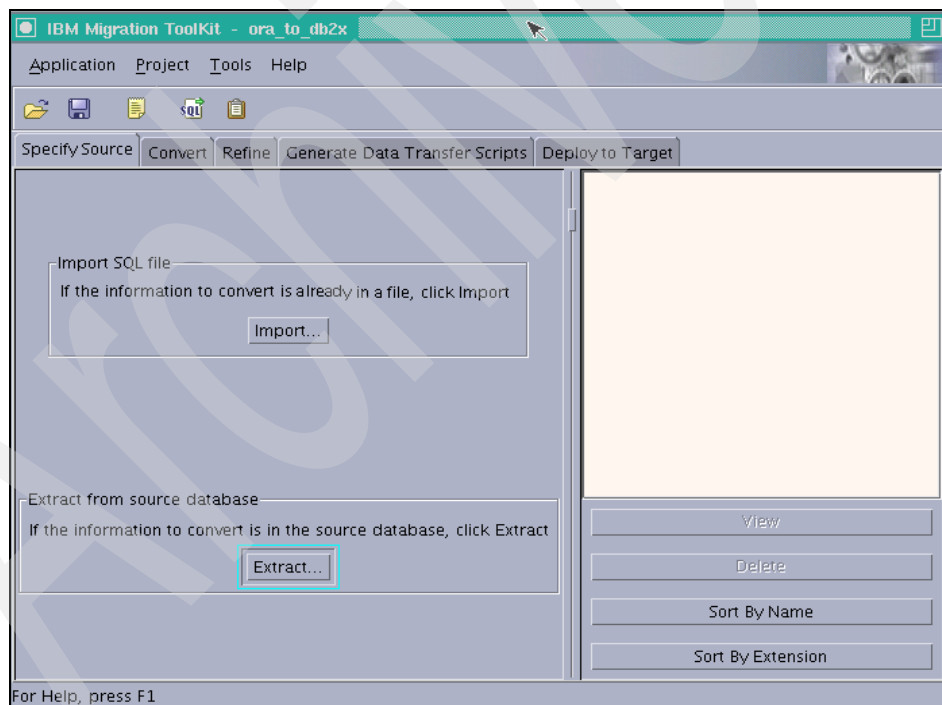 IBM Migration ToolKit - ora_to_db2x
Application Project Tools Help
SQL
Specify Source Convert Refine Generate Data Transfer Scripts Deploy to Target
Import SQL file
If the information to convert is already in a file, click Import
Import...
Extract from source database
If the information to convert is in the source database, click Extract
Extract...
View
Delete
Sort By Name
Sort By Extension
For Help, press F1